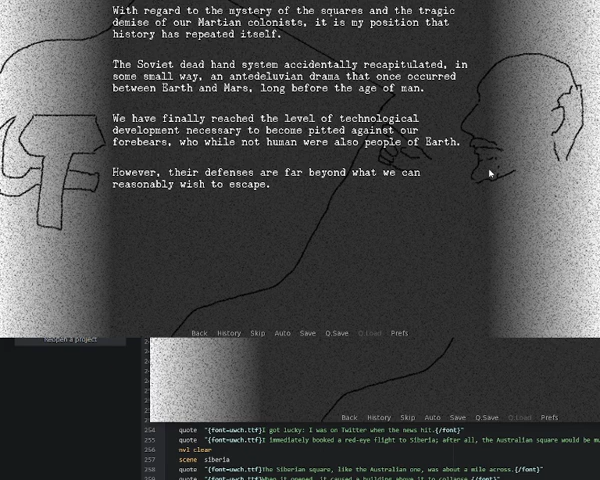 With regard to the mystery of the squares and the tragic
demise of our Martian colonists, it is my position that
history has repeated itself.
The Soviet dead hand system accidentally recapitulated, in
some small way, an antedeluvian drama that once occurred
between Earth and Mars, long before the age of man.
We have finally reached the level of technological
development necessary to become pitted against our
forebears, who while not human were also people of Earth.
However, their defenses are far beyond what we can
reasonably wish to escape.
Back History Skip Auto Save Q.Save Q.Load Prefs
Reopen a project
Back History Skip Auto Save Q.Save Q.Load Prefs
254 quote "{font=uwch.ttf}I got lucky: I was on Twitter when the news hit.{/font}"
255 quote "{font=uwch.ttf}I immediately booked a red-eye flight to Siberia; after all, the Australian square would be
256 nvl clear
257 scene siberia
258 quote "{font=uwch.ttf}The Siberian square, like the Australian one, was about a mile across.{/font}"
quote "{font=uwch.ttf}When it opened, it caused a building above it to collapse.{/font}"